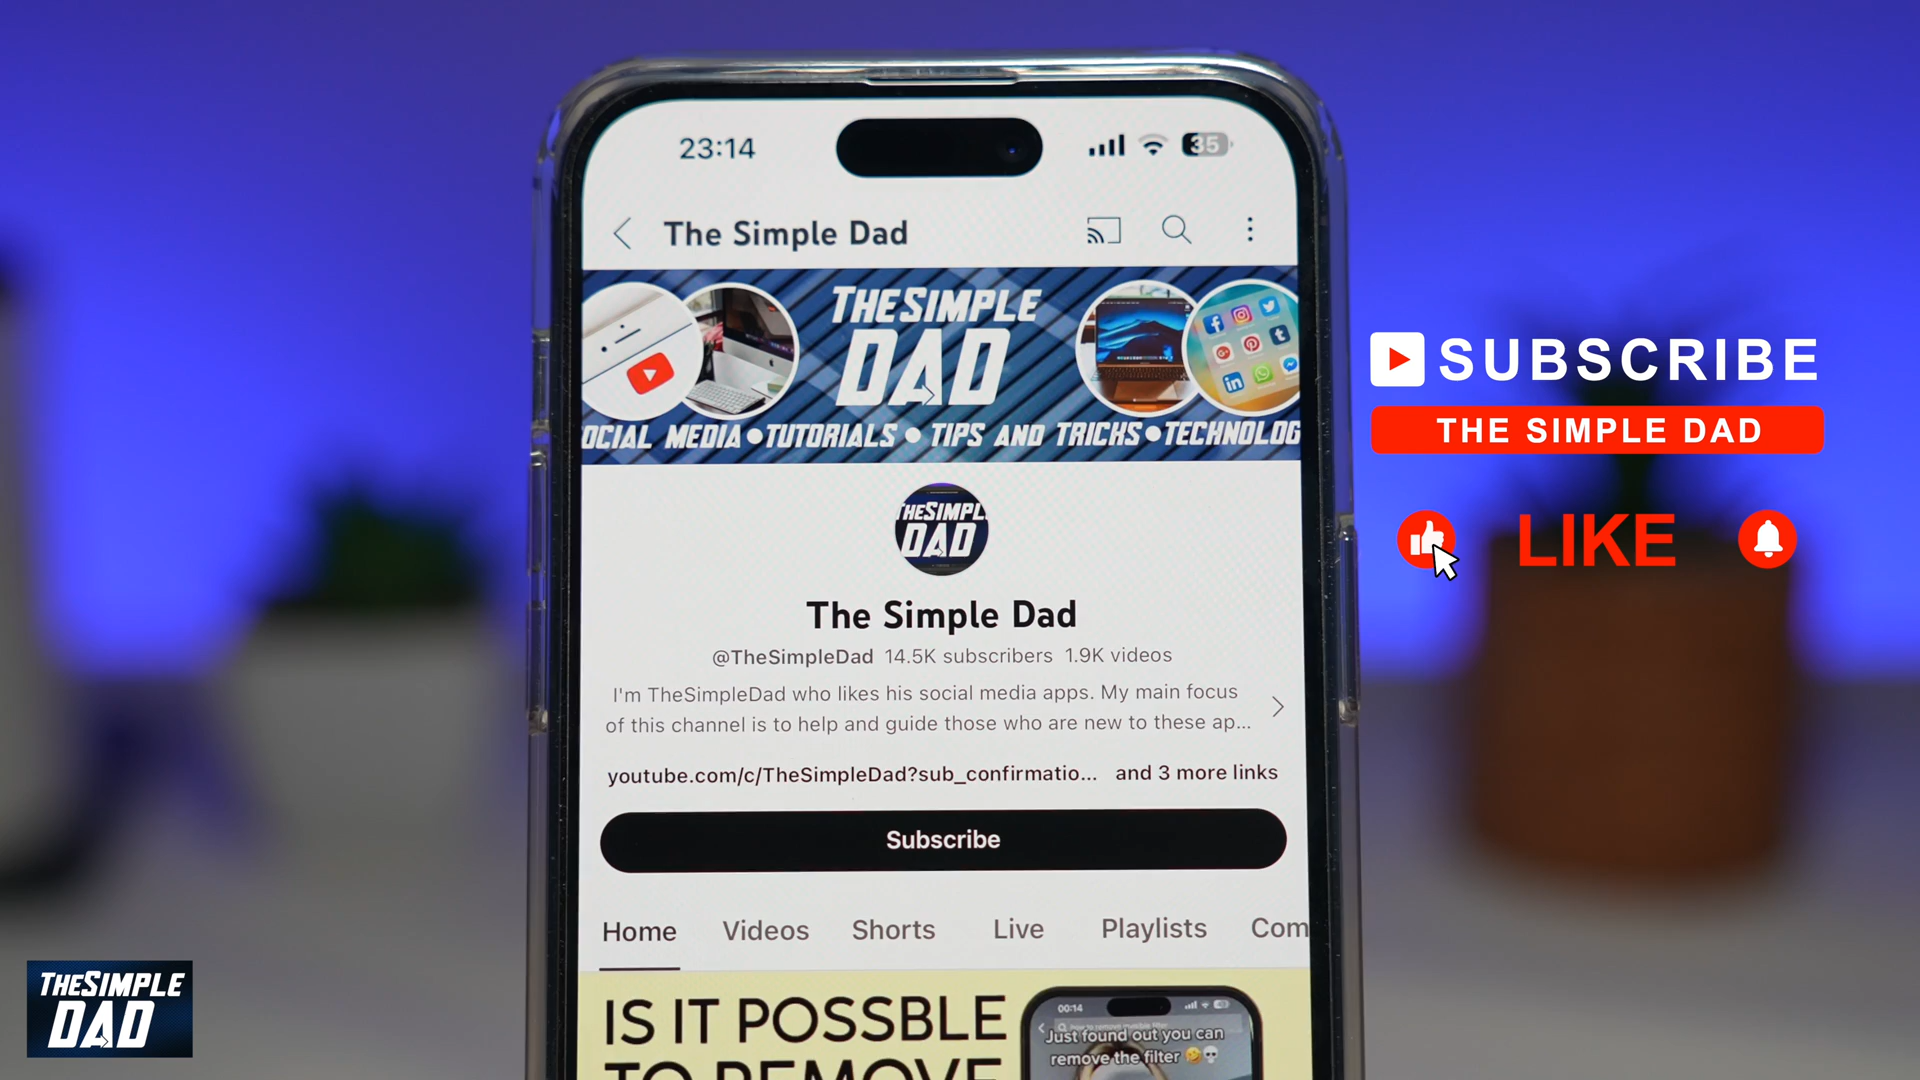 23:14
35
The Simple Dad
THESIMPLE
DAD
OCIAL MEDIA●TUTORIALS ● TIPS AND TRICKS●TECHNOLOG
THESIMPL
DAD
The Simple Dad
@TheSimpleDad 14.5K subscribers 1.9K videos
I'm TheSimpleDad who likes his social media apps. My main focus
of this channel is to help and guide those who are new to these ap...
youtube.com/c/TheSimpleDad?sub_confirmatio... and 3 more links
Subscribe
Home Videos Shorts Live Playlists Com
IS IT POSSBLE
TO REMOVE
00:14
Just found out you can
remove the filter 🤣💀
SUBSCRIBE
THE SIMPLE DAD
LIKE
THESIMPLE
DAD